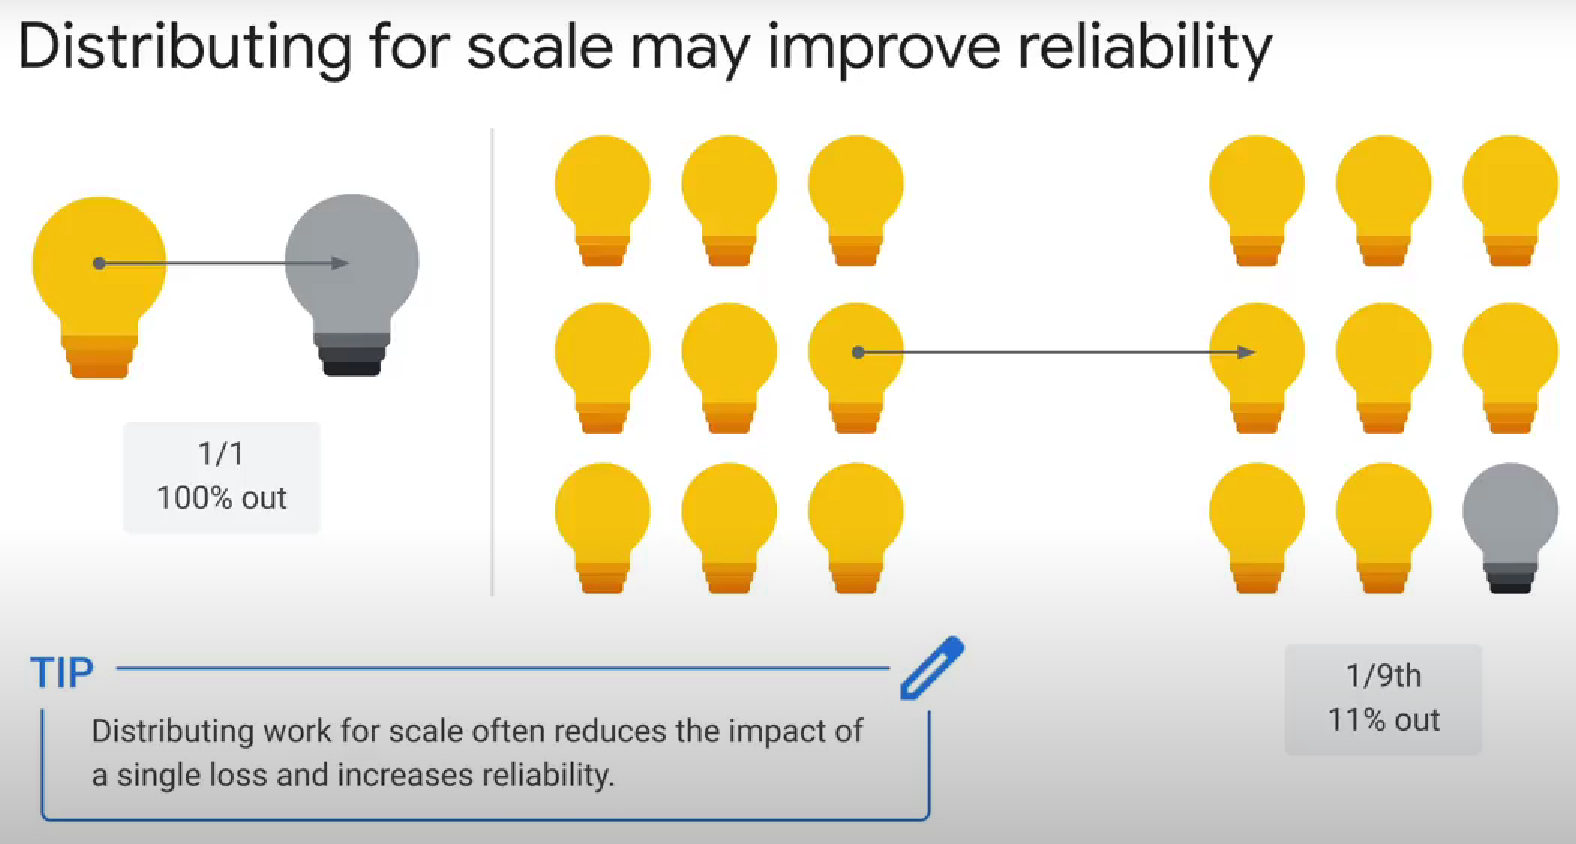 Distributing for scale may improve reliability
1/1
100% out
1/9th
11% out
TIP
Distributing work for scale often reduces the impact of
a single loss and increases reliability.